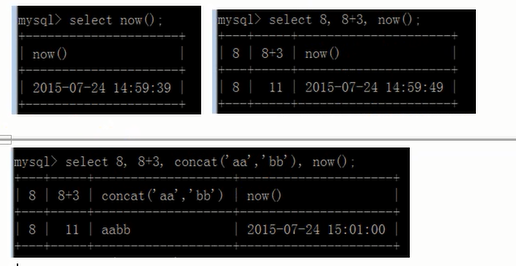 mysql> select now();
+---------------------+
| now()               |
+---------------------+
| 2015-07-24 14:59:39 |
+---------------------+
mysql> select 8, 8+3, now();
+---+-----+---------------------+
| 8 | 8+3 | now()               |
+---+-----+---------------------+
| 8 |  11 | 2015-07-24 14:59:49 |
+---+-----+---------------------+
mysql> select 8, 8+3, concat('aa','bb'), now();
+---+-----+-------------------+---------------------+
| 8 | 8+3 | concat('aa','bb') | now()               |
+---+-----+-------------------+---------------------+
| 8 |  11 | aabb              | 2015-07-24 15:01:00 |
+---+-----+-------------------+---------------------+